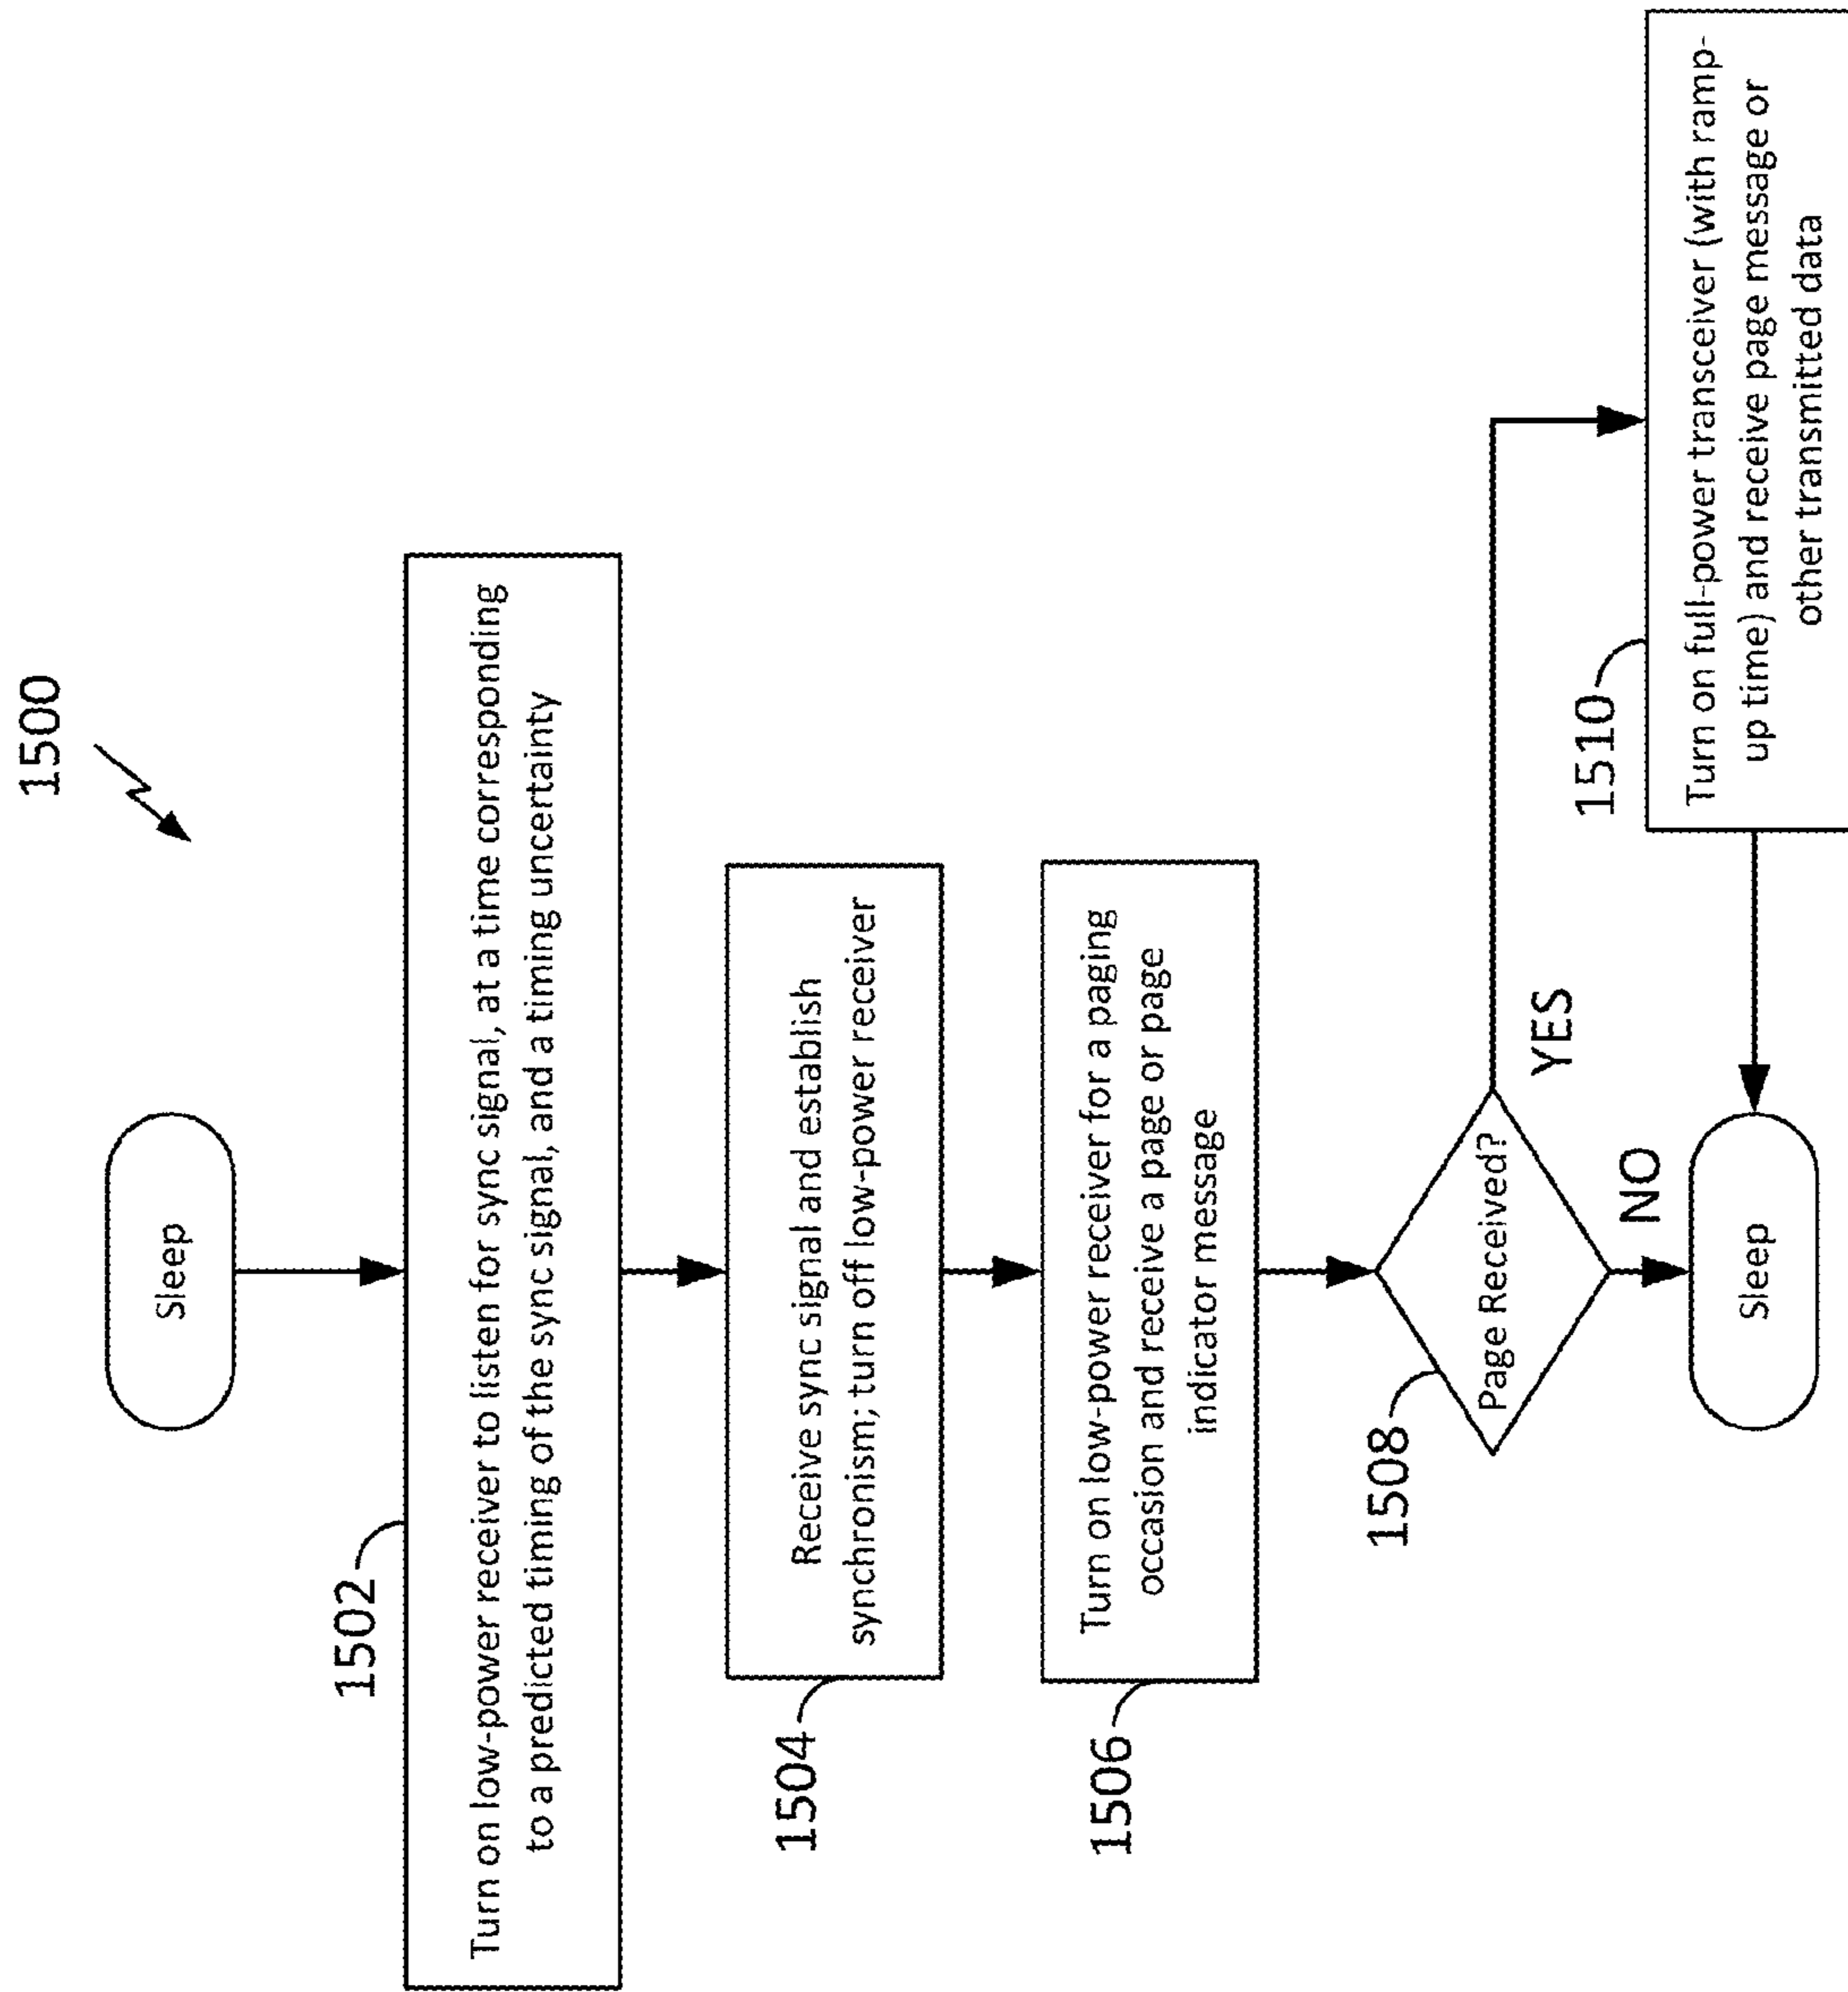 1500
Sleep
1502
Turn on low-power receiver to listen for sync signal, at a time corresponding
to a predicted timing of the sync signal, and a timing uncertainty
1504
Receive sync signal and establish
synchronism; turn off low-power receiver
1506
Turn on low-power receiver for a paging
occasion and receive a page or page
indicator message
1508
Page Received?
YES
NO
1510
Turn on full-power transceiver (with ramp-
up time) and receive page message or
other transmitted data
Sleep